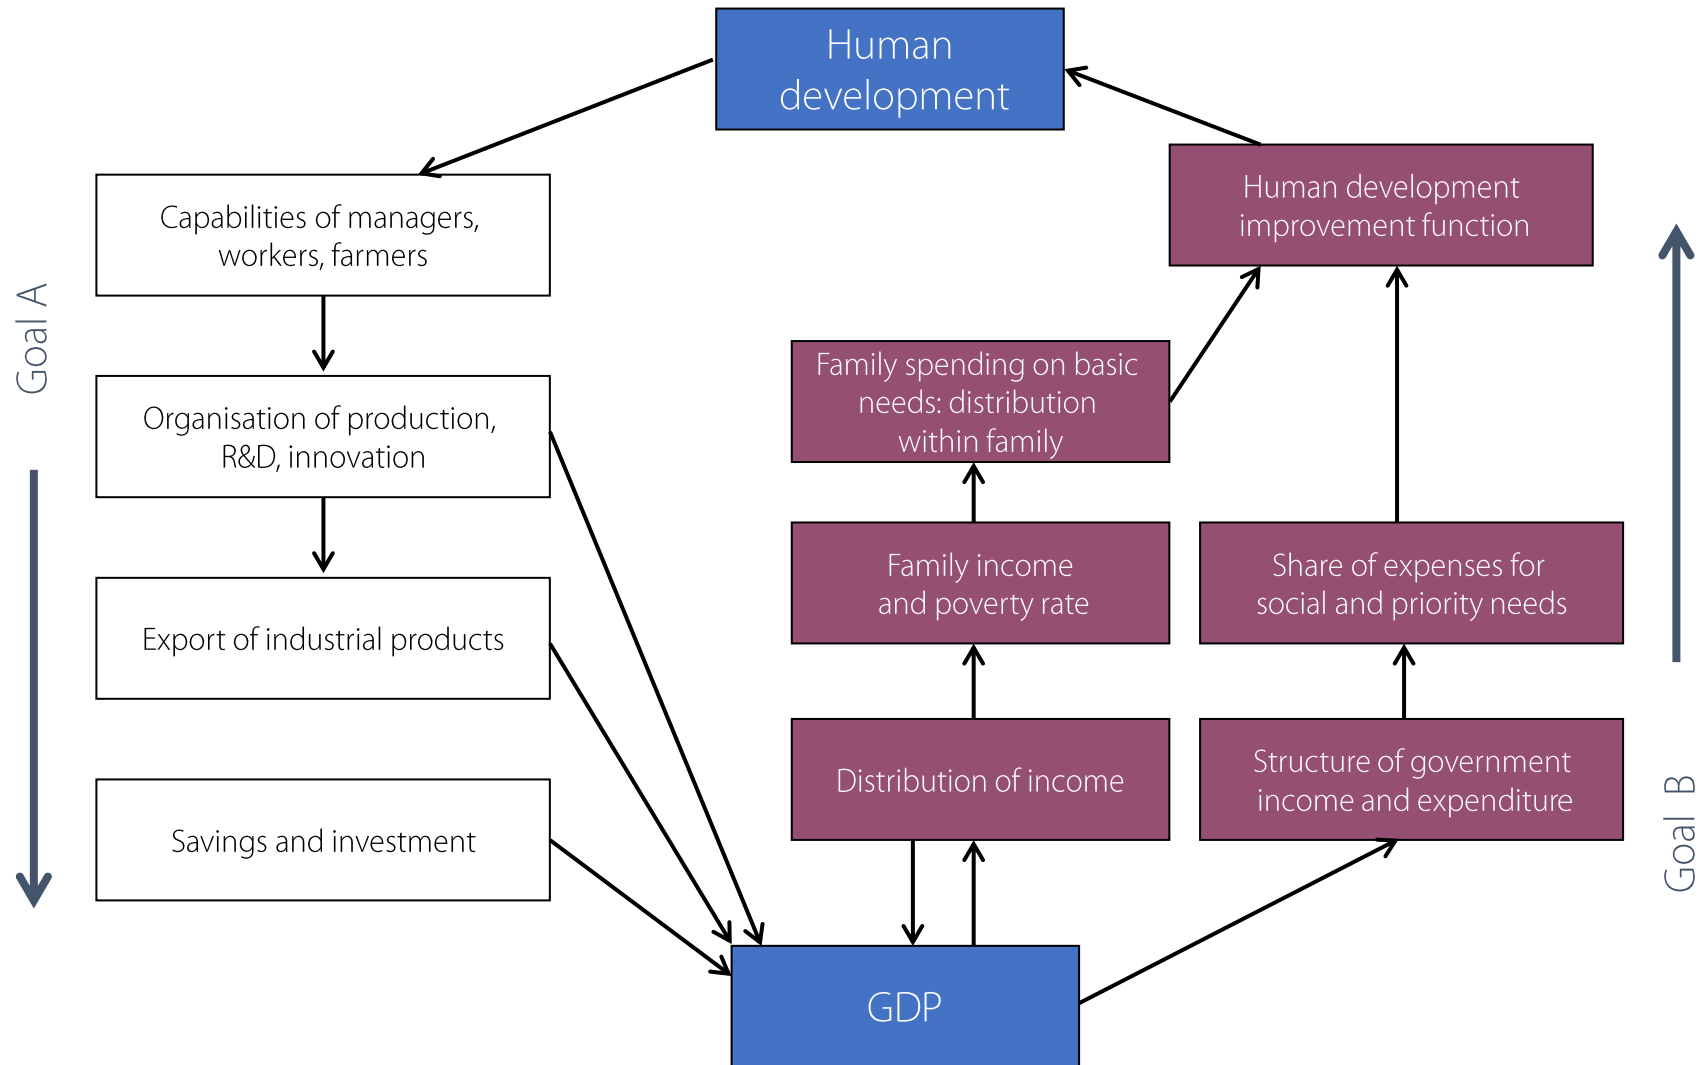 Human
development
Capabilities of managers,
workers, farmers
Human development
improvement function
Goal A
Organisation of production,
R&D, innovation
Family spending on basic
needs: distribution
within family
Export of industrial products
Family income
and poverty rate
Share of expenses for
social and priority needs
Savings and investment
Distribution of income
Structure of government
income and expenditure
Goal B
GDP